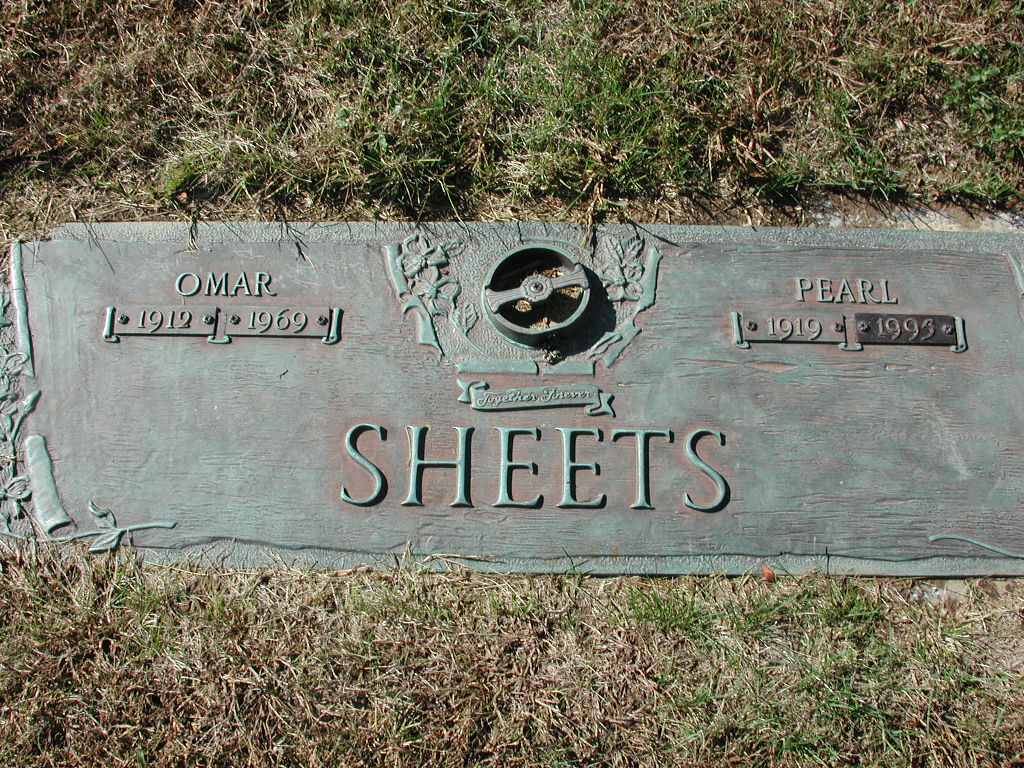 OMAR
1912 1969
PEARL
1919 1995
Together Forever
SHEETS